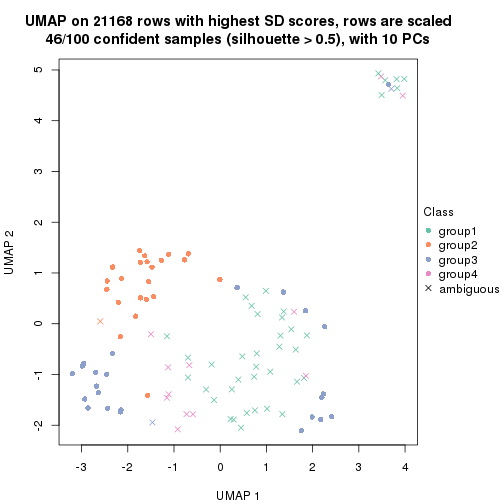 UMAP on 21168 rows with highest SD scores, rows are scaled
46/100 confident samples (silhouette > 0.5), with 10 PCs
5
4
3
2
1
0
-1
-2
UMAP 2
-3 -2 -1 0 1 2 3 4
UMAP 1
Class
group1
group2
group3
group4
ambiguous